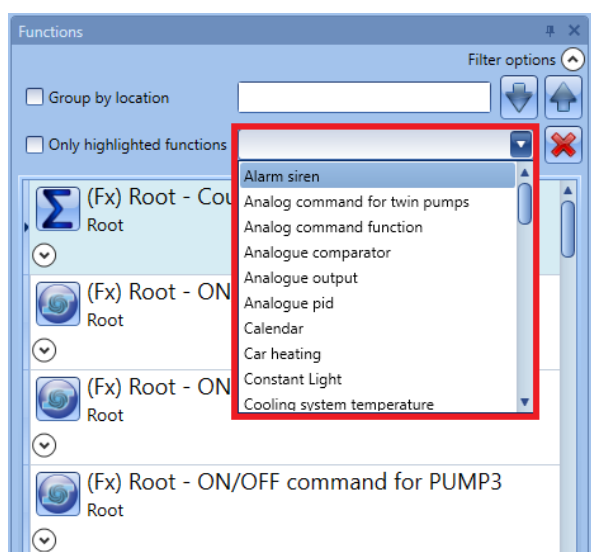 Functions
Filter options
Group by location
Only highlighted functions
Alarm siren
Analog command for twin pumps
Analog command function
Analogue comparator
Analogue output
Analogue pid
Calendar
Car heating
Constant Light
Cooling system temperature
(Fx) Root - Cou
Root
(Fx) Root - ON
Root
(Fx) Root - ON
Root
(Fx) Root - ON/OFF command for PUMP3
Root